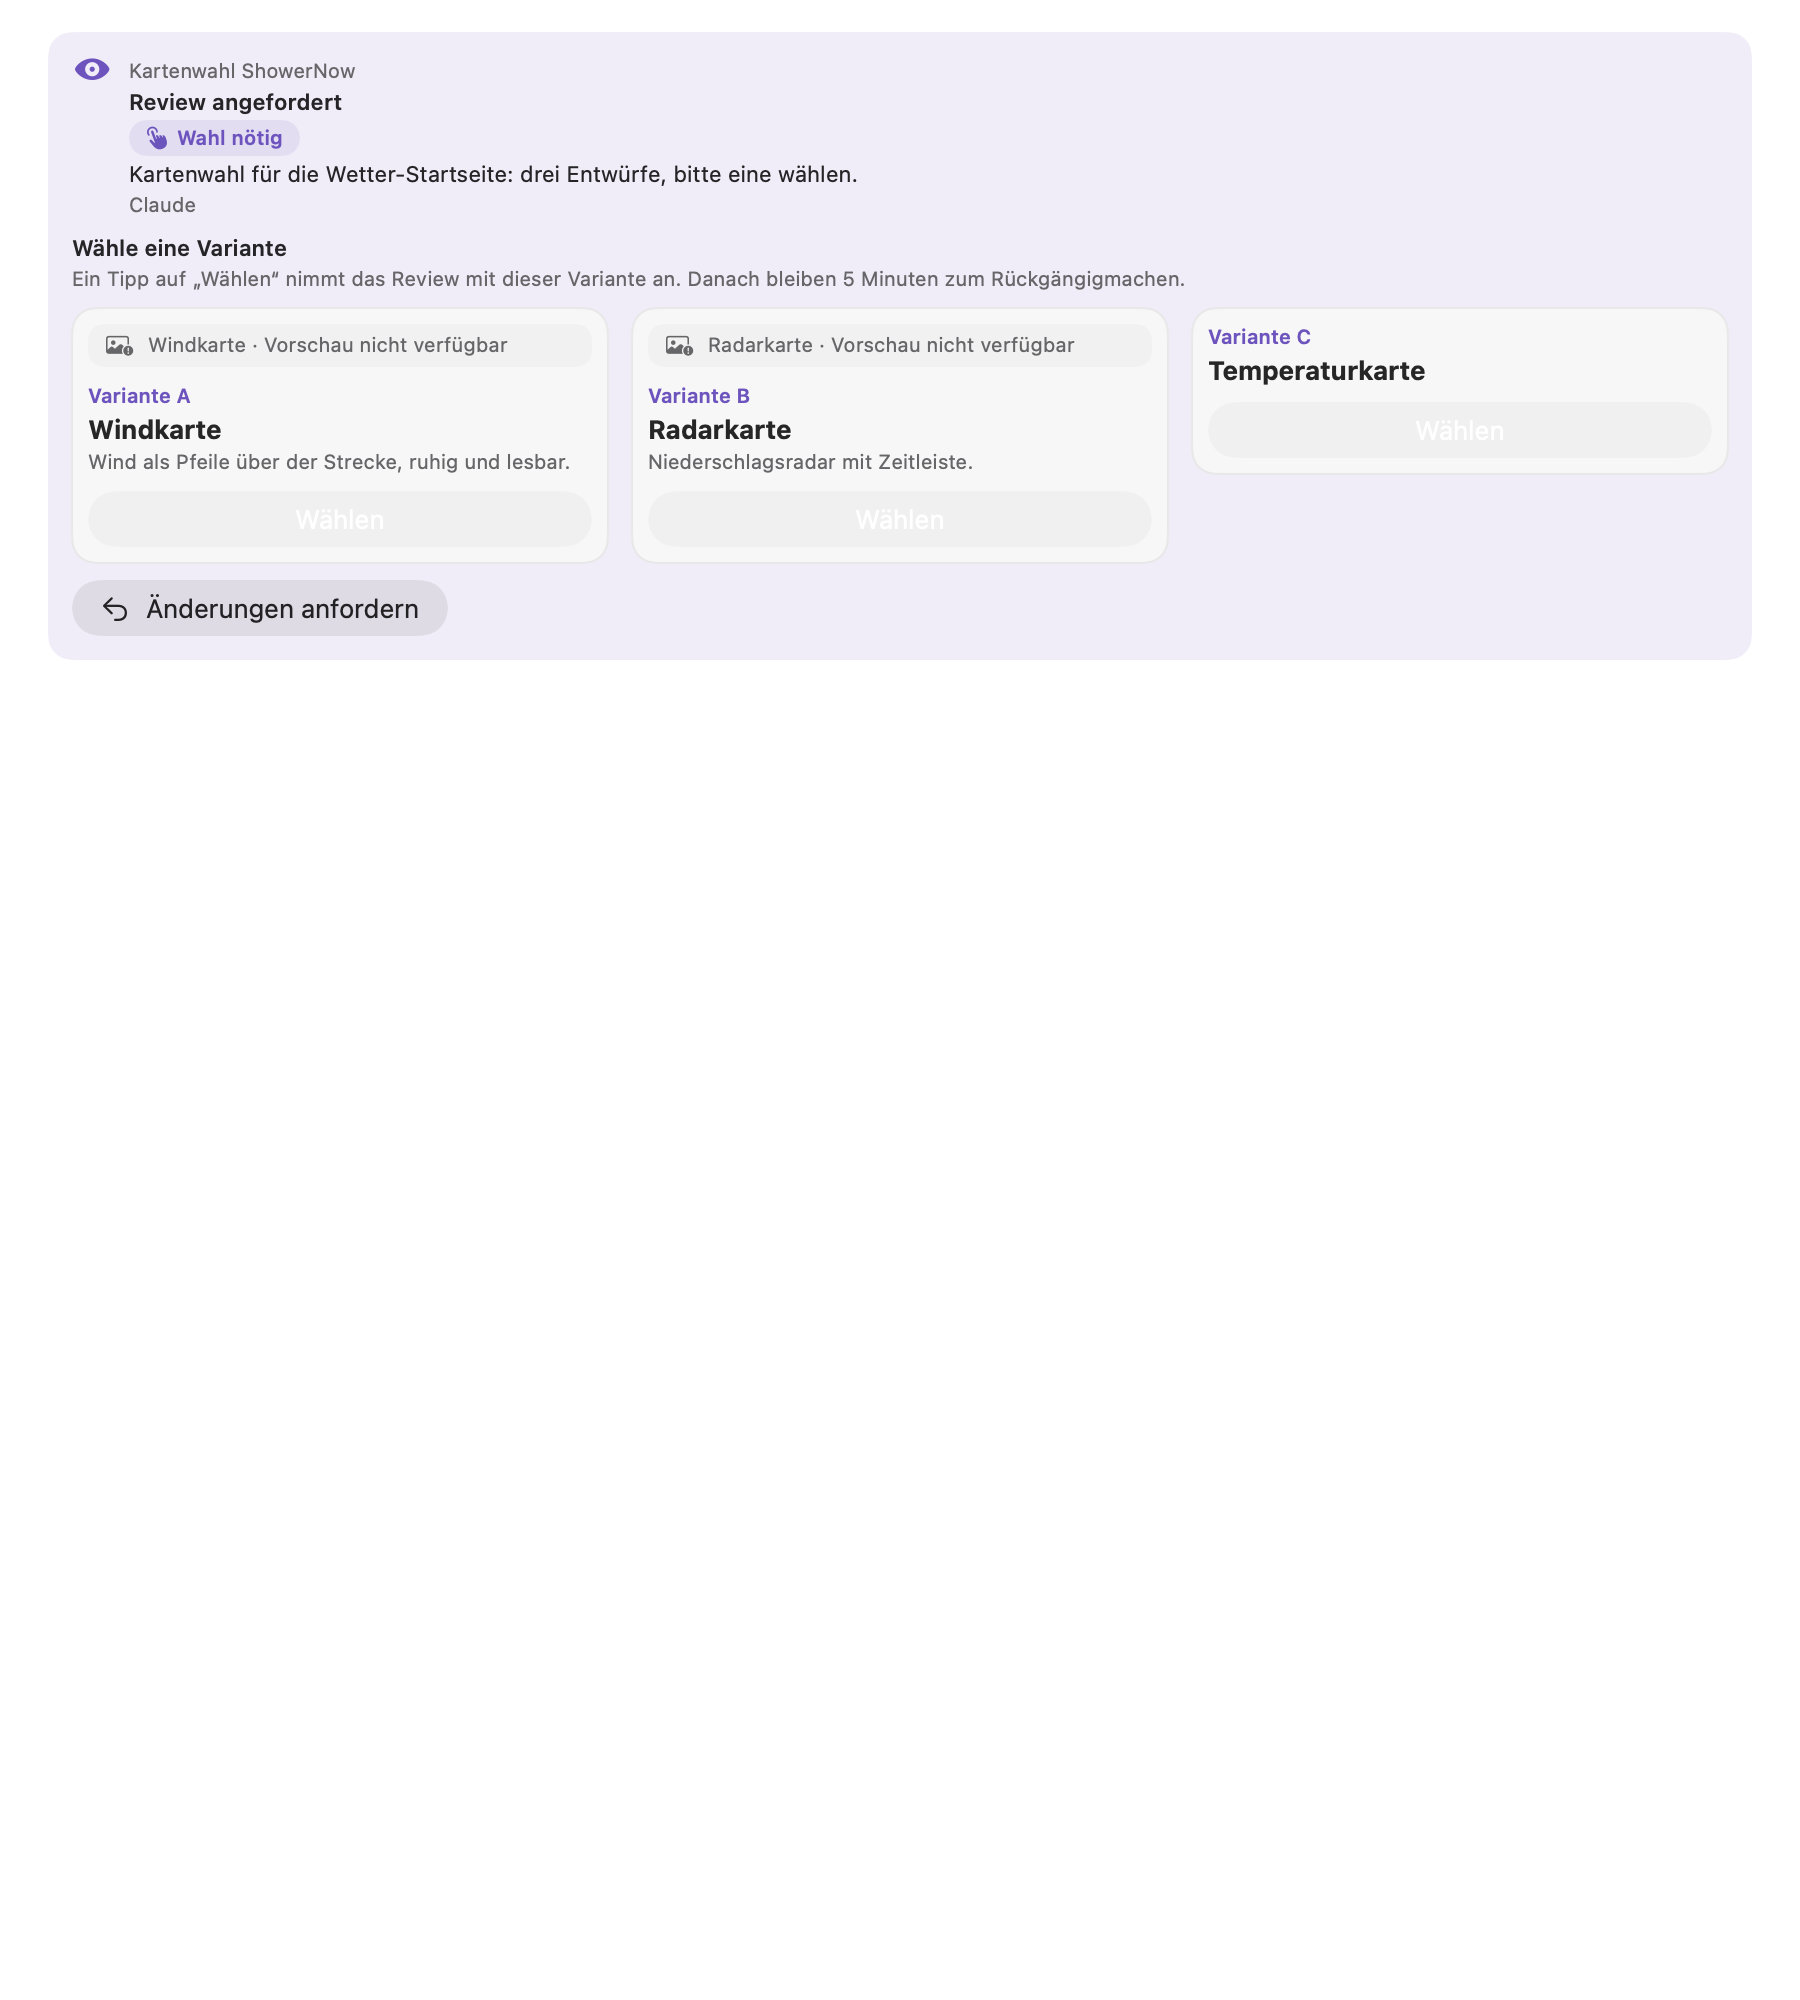 Kartenwahl ShowerNow
Review angefordert
Wahl nötig
Kartenwahl für die Wetter-Startseite: drei Entwürfe, bitte eine wählen.
Claude
Wähle eine Variante
Ein Tipp auf „Wählen“ nimmt das Review mit dieser Variante an. Danach bleiben 5 Minuten zum Rückgängigmachen.
Windkarte · Vorschau nicht verfügbar
Variante A
Windkarte
Wind als Pfeile über der Strecke, ruhig und lesbar.
Wählen
Radarkarte · Vorschau nicht verfügbar
Variante B
Radarkarte
Niederschlagsradar mit Zeitleiste.
Wählen
Variante C
Temperaturkarte
Wählen
Änderungen anfordern